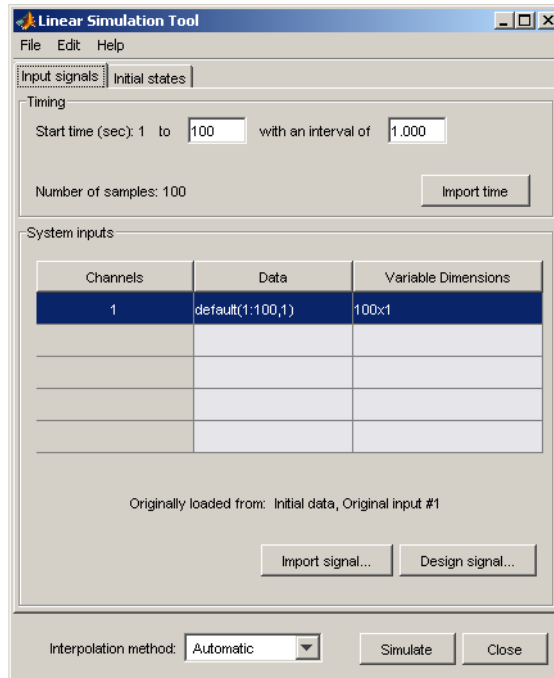 Linear Simulation Tool
File Edit Help
Input signals Initial states
Timing
Start time (sec): 1 to 100 with an interval of 1.000
Number of samples: 100 Import time
System inputs
Channels Data Variable Dimensions
1 default(1:100,1) 100x1
Originally loaded from: Initial data, Original input #1
Import signal... Design signal...
Interpolation method: Automatic Simulate Close